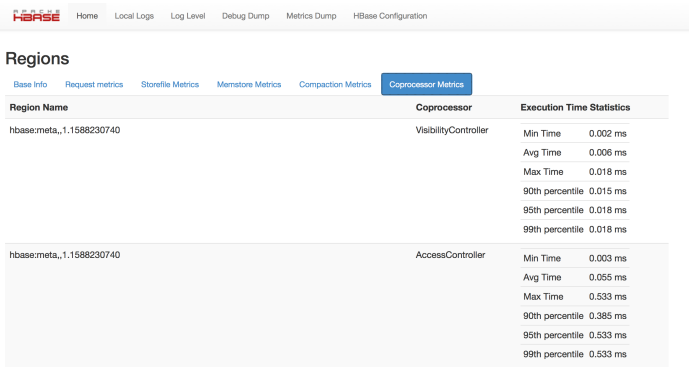 APACHE
HBASE Home Local Logs Log Level Debug Dump Metrics Dump HBase Configuration
Regions
Base Info Request metrics Storefile Metrics Memstore Metrics Compaction Metrics Coprocessor Metrics
Region Name Coprocessor Execution Time Statistics
hbase:meta,,1.1588230740 VisibilityController Min Time 0.002 ms
Avg Time 0.006 ms
Max Time 0.018 ms
90th percentile 0.015 ms
95th percentile 0.018 ms
99th percentile 0.018 ms
hbase:meta,,1.1588230740 AccessController Min Time 0.003 ms
Avg Time 0.055 ms
Max Time 0.533 ms
90th percentile 0.385 ms
95th percentile 0.533 ms
99th percentile 0.533 ms